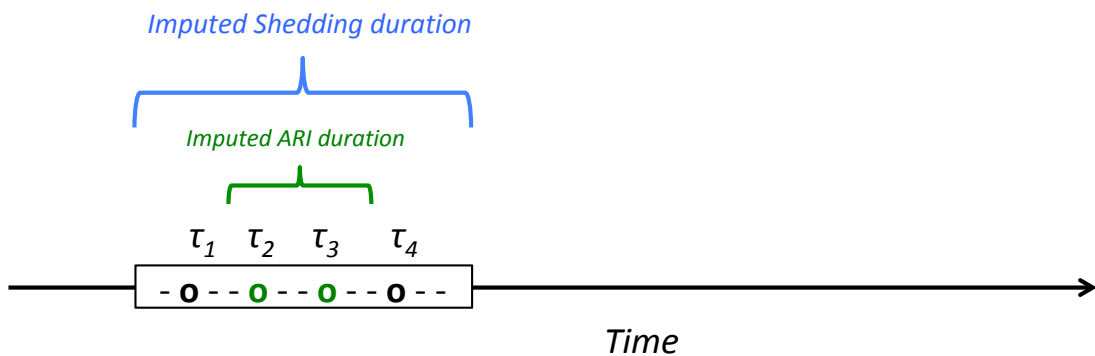 Imputed Shedding duration
Imputed ARI duration
τ1 τ2 τ3 τ4
- o - - o - - o - - o - -
Time